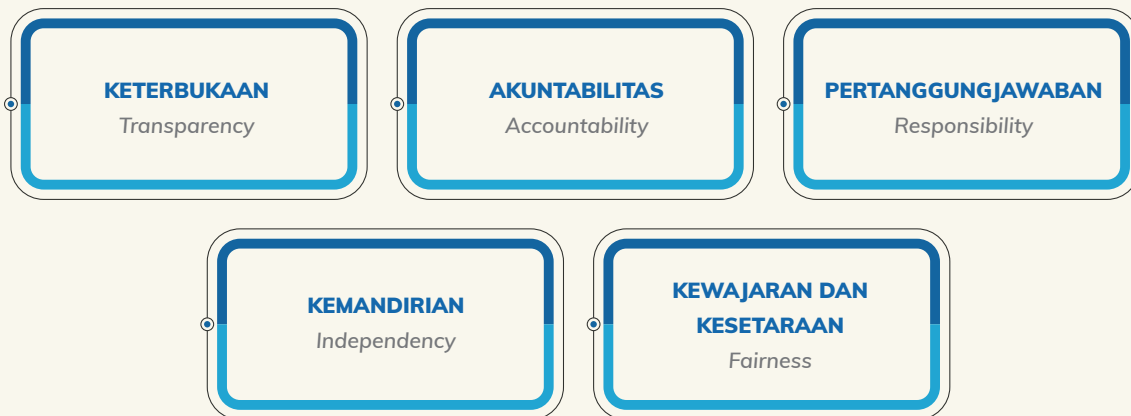 KETERBUKAAN
Transparency
AKUNTABILITAS
Accountability
PERTANGGUNGJAWABAN
Responsibility
KEMANDIRIAN
Independency
KEWAJARAN DAN
KESETARAAN
Fairness